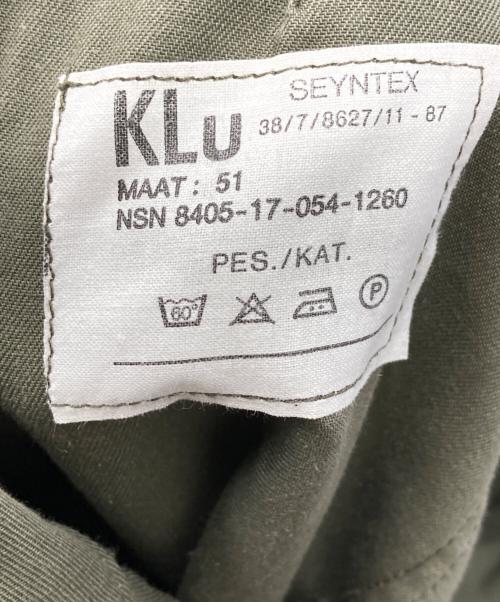 KLu
SEYNTEX
38/7/8627/11 - 87
MAAT: 51
NSN 8405-17-054-1260
PES./KAT.
60°
P